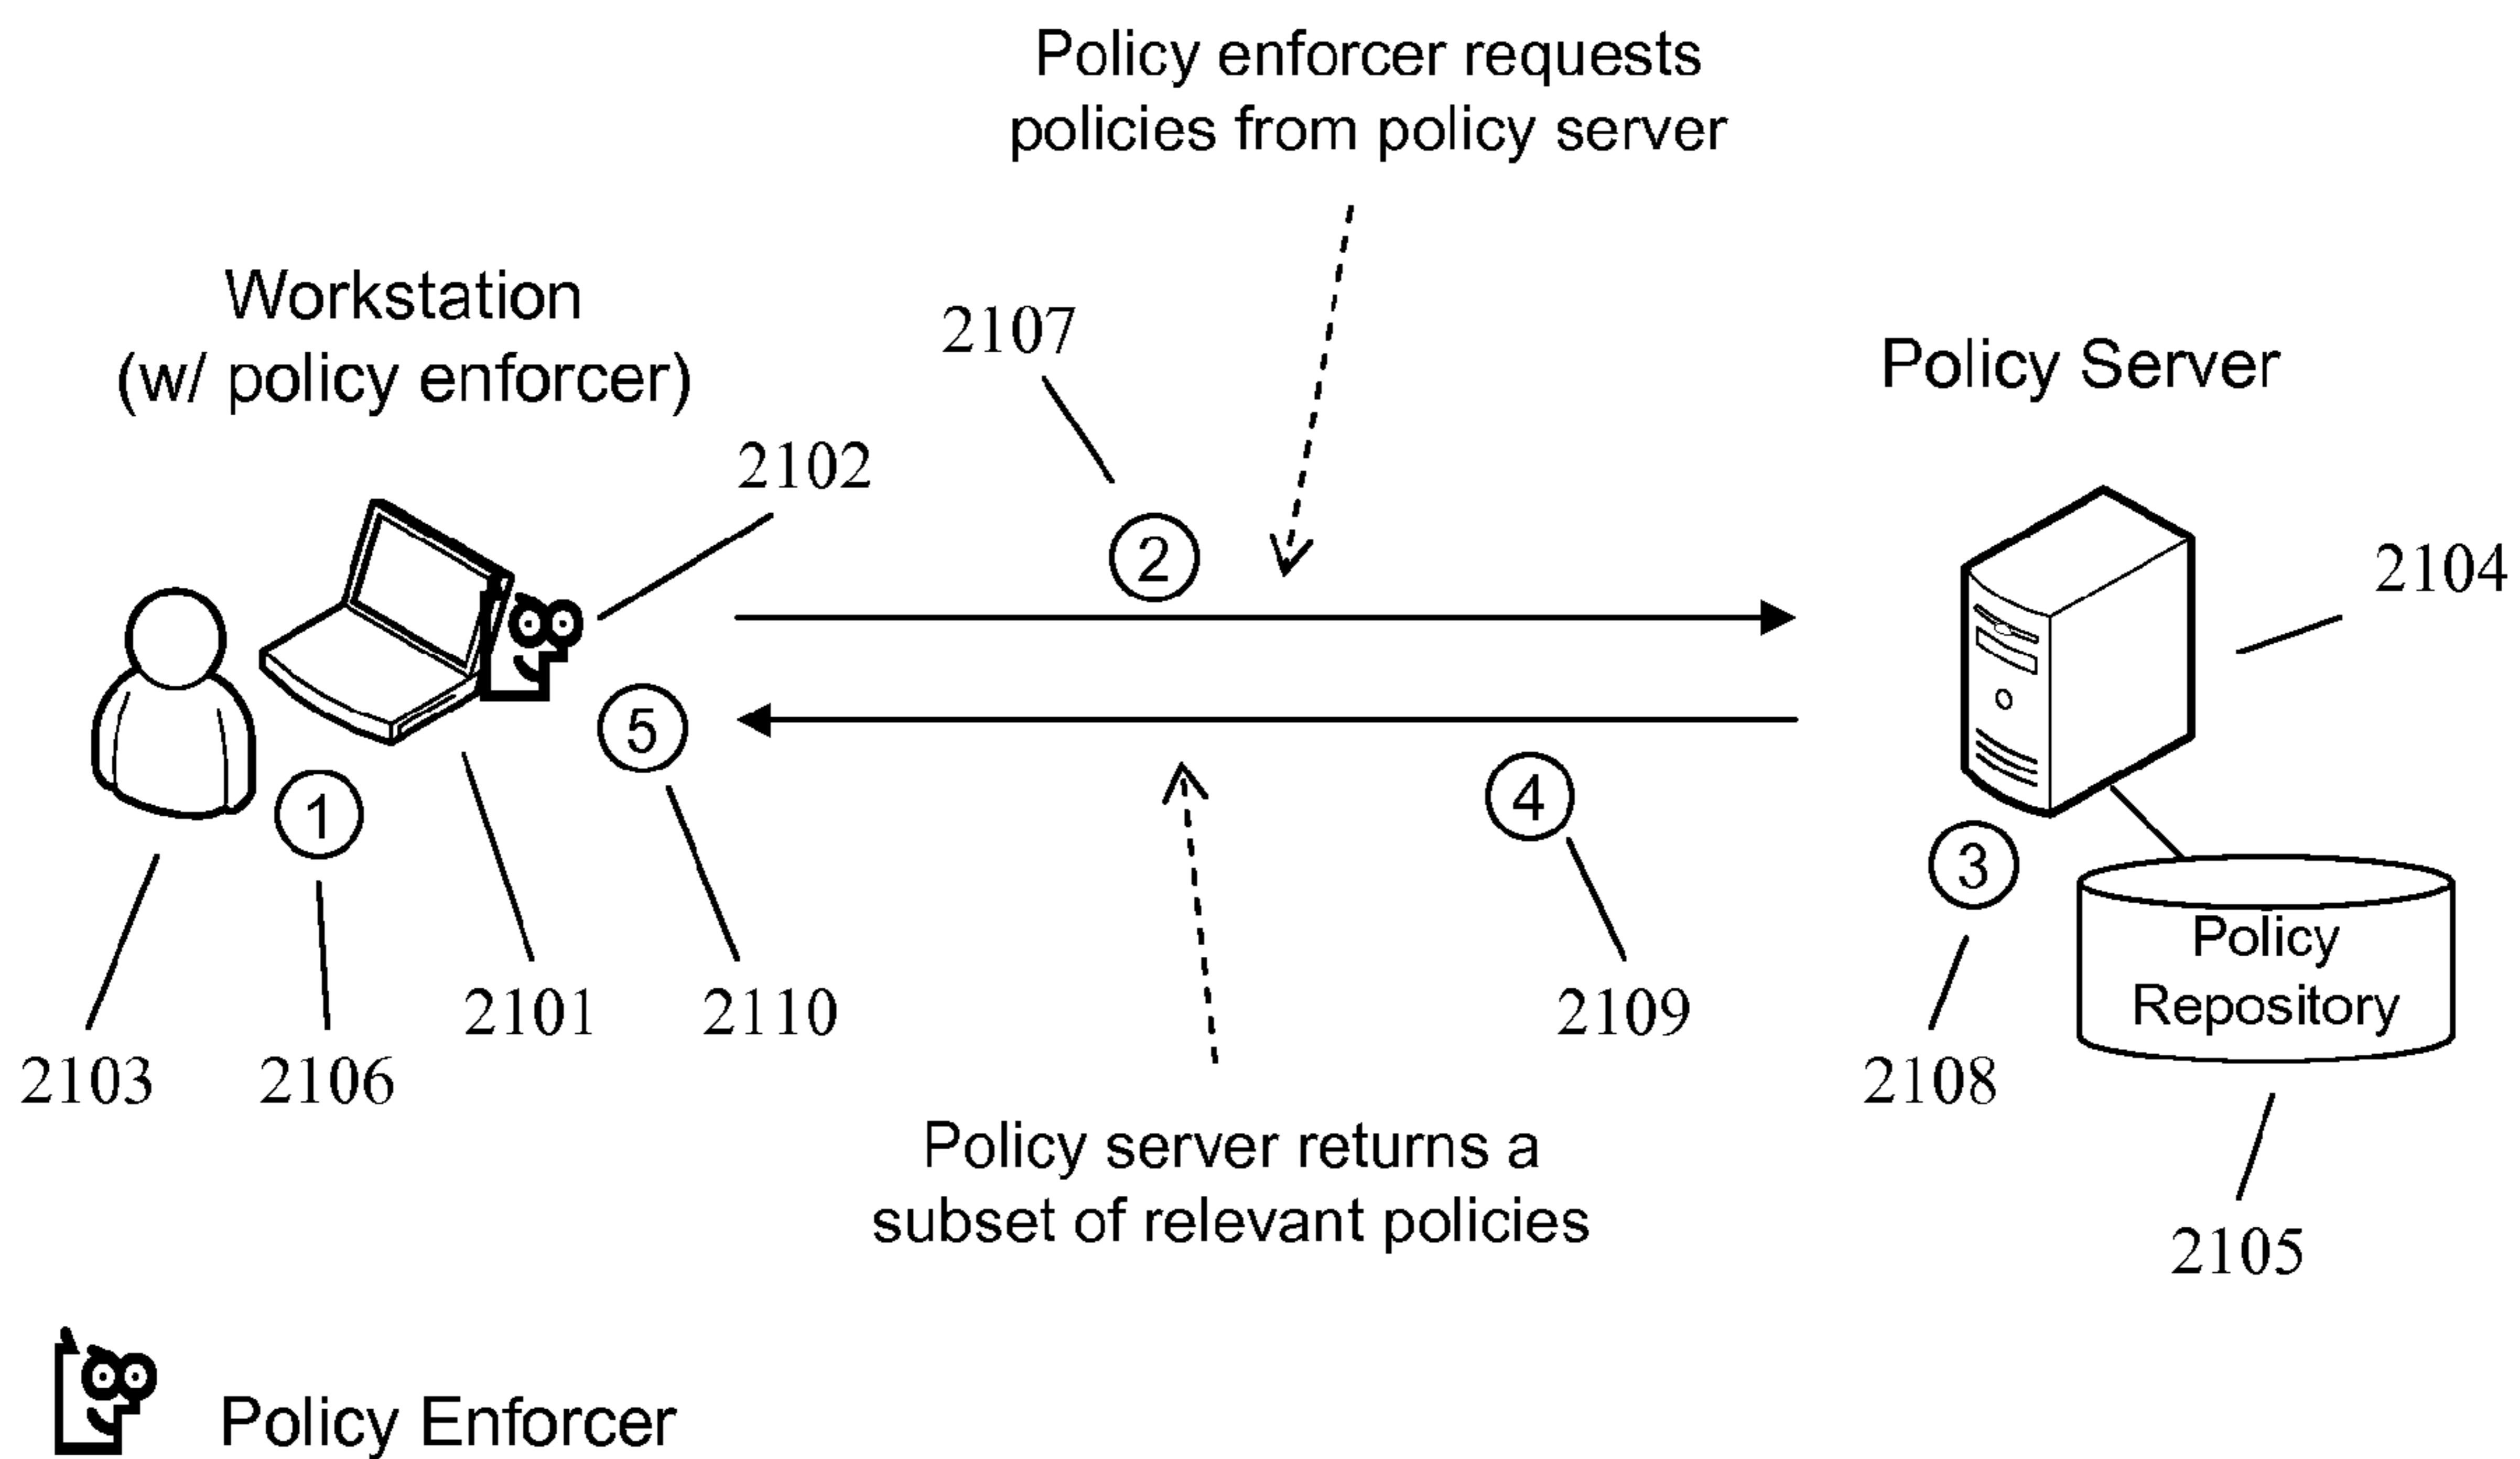 Policy enforcer requests
policies from policy server
Workstation
(w/ policy enforcer)
2107
Policy Server
2102
2
2104
5
4
1
3
Policy
Repository
2101
2110
2109
2103
2106
2108
Policy server returns a
subset of relevant policies
2105
Policy Enforcer